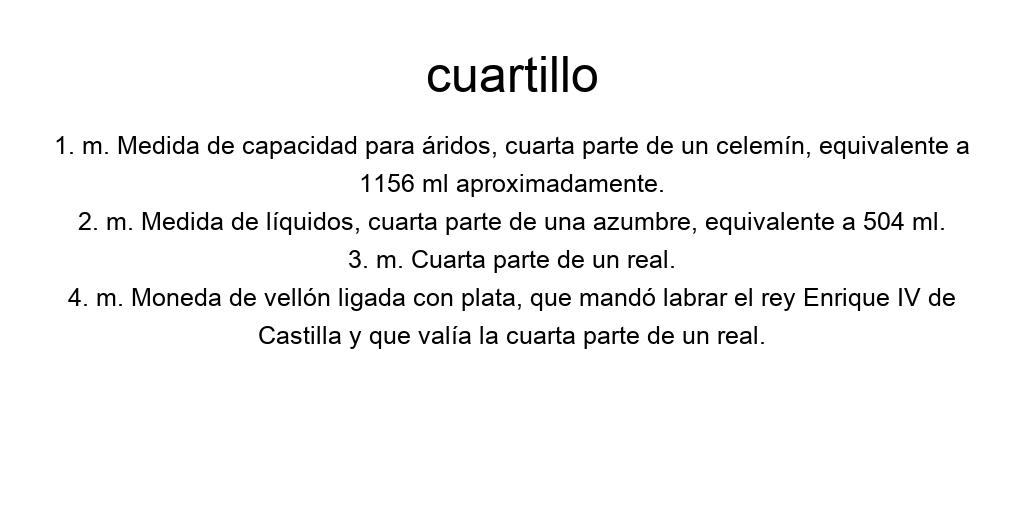 cuartillo
1. m. Medida de capacidad para áridos, cuarta parte de un celemín, equivalente a
1156 ml aproximadamente.
2. m. Medida de líquidos, cuarta parte de una azumbre, equivalente a 504 ml.
3. m. Cuarta parte de un real.
4. m. Moneda de vellón ligada con plata, que mandó labrar el rey Enrique IV de
Castilla y que valía la cuarta parte de un real.